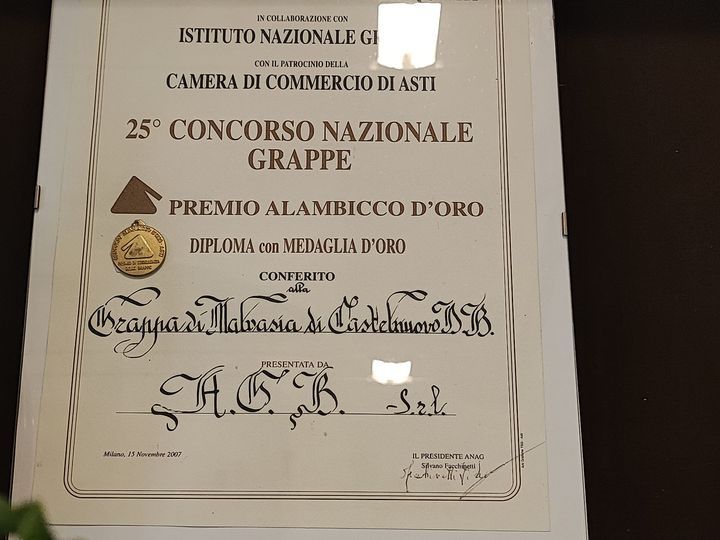 IN COLLABORAZIONE CON
ISTITUTO NAZIONALE
CON IL PATROCINIO DELLA
CAMERA DI COMMERCIO DI ASTI
25° CONCORSO NAZIONALE
GRAPPE
PREMIO ALAMBICCO D'ORO
DIPLOMA con MEDAGLIA D'ORO
CONFERITO
alla
Grappa di Malvasia di Castelnuovo D.B.
PRESENTATA DA
A.G.B. S.r.l.
Milano, 15 Novembre 2007
IL PRESIDENTE ANAG
Silvano Facchinetti